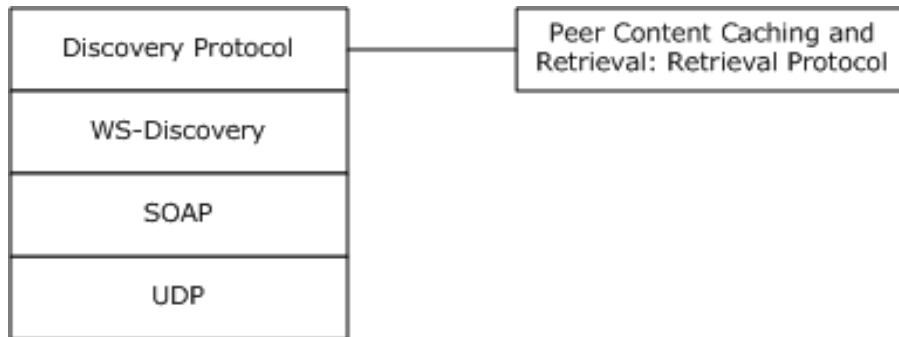 Discovery Protocol
Peer Content Caching and
Retrieval: Retrieval Protocol
WS-Discovery
SOAP
UDP